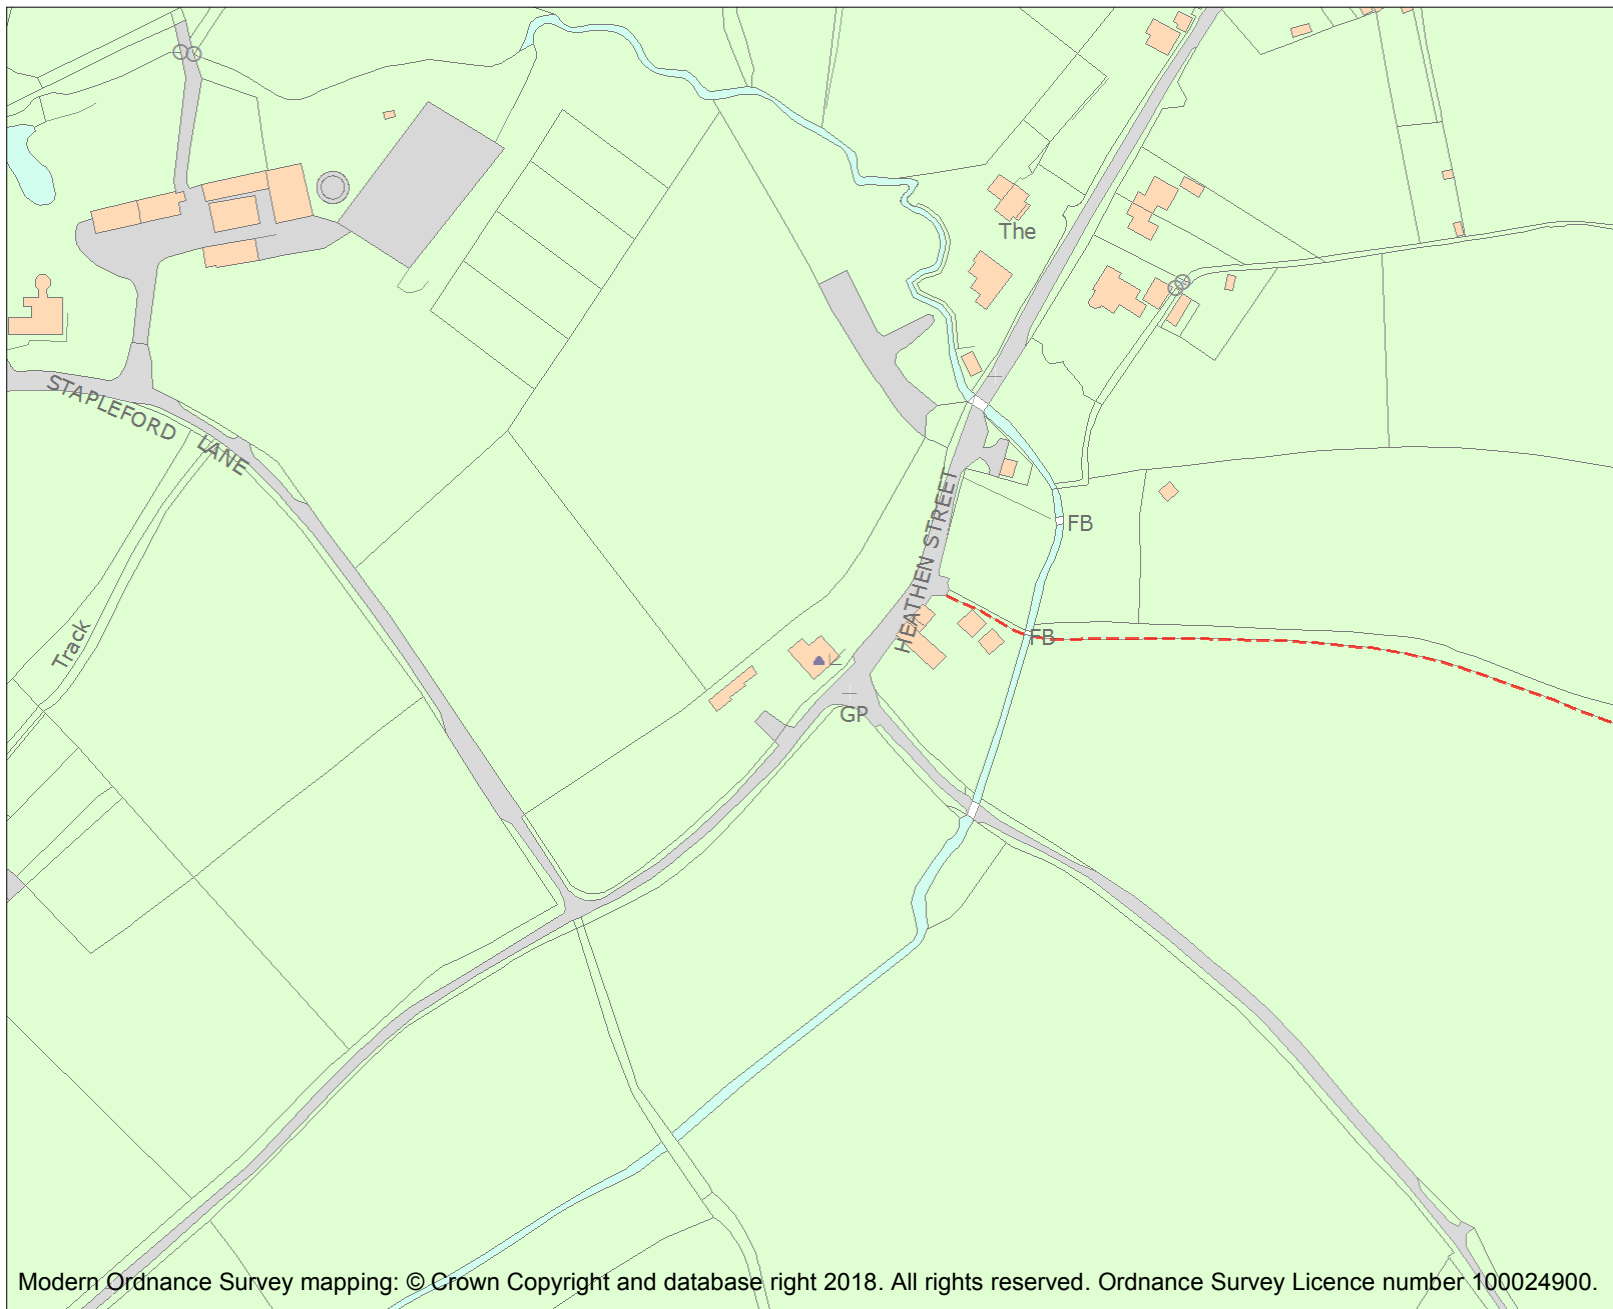 The
STAPLEFORD LANE
HEATHEN STREET
FB
Track
FB
GP
Modern Ordnance Survey mapping: © Crown Copyright and database right 2018. All rights reserved. Ordnance Survey Licence number 100024900.